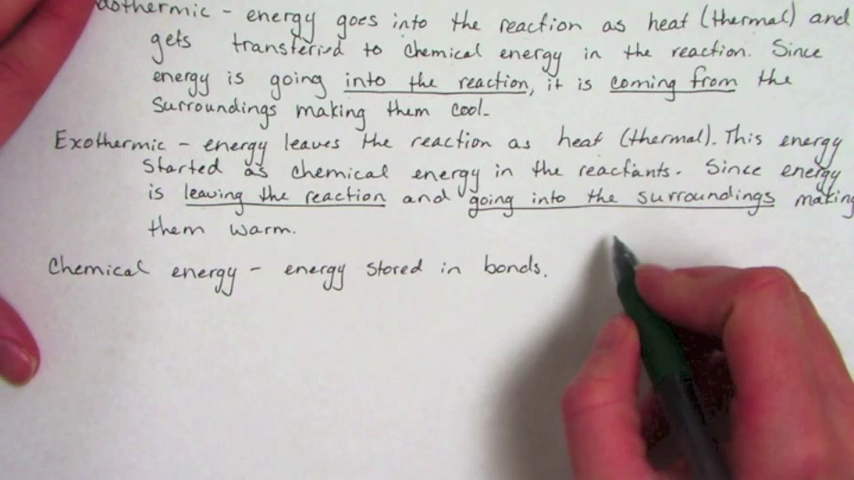 dothermic - energy goes into the reaction as heat (thermal) and
gets transferred to chemical energy in the reaction. Since
energy is going into the reaction, it is coming from the
surroundings making them cool.
Exothermic - energy leaves the reaction as heat (thermal). This energy
started as chemical energy in the reactants. Since energy
is leaving the reaction and going into the surroundings making
them warm.
Chemical energy - energy stored in bonds.